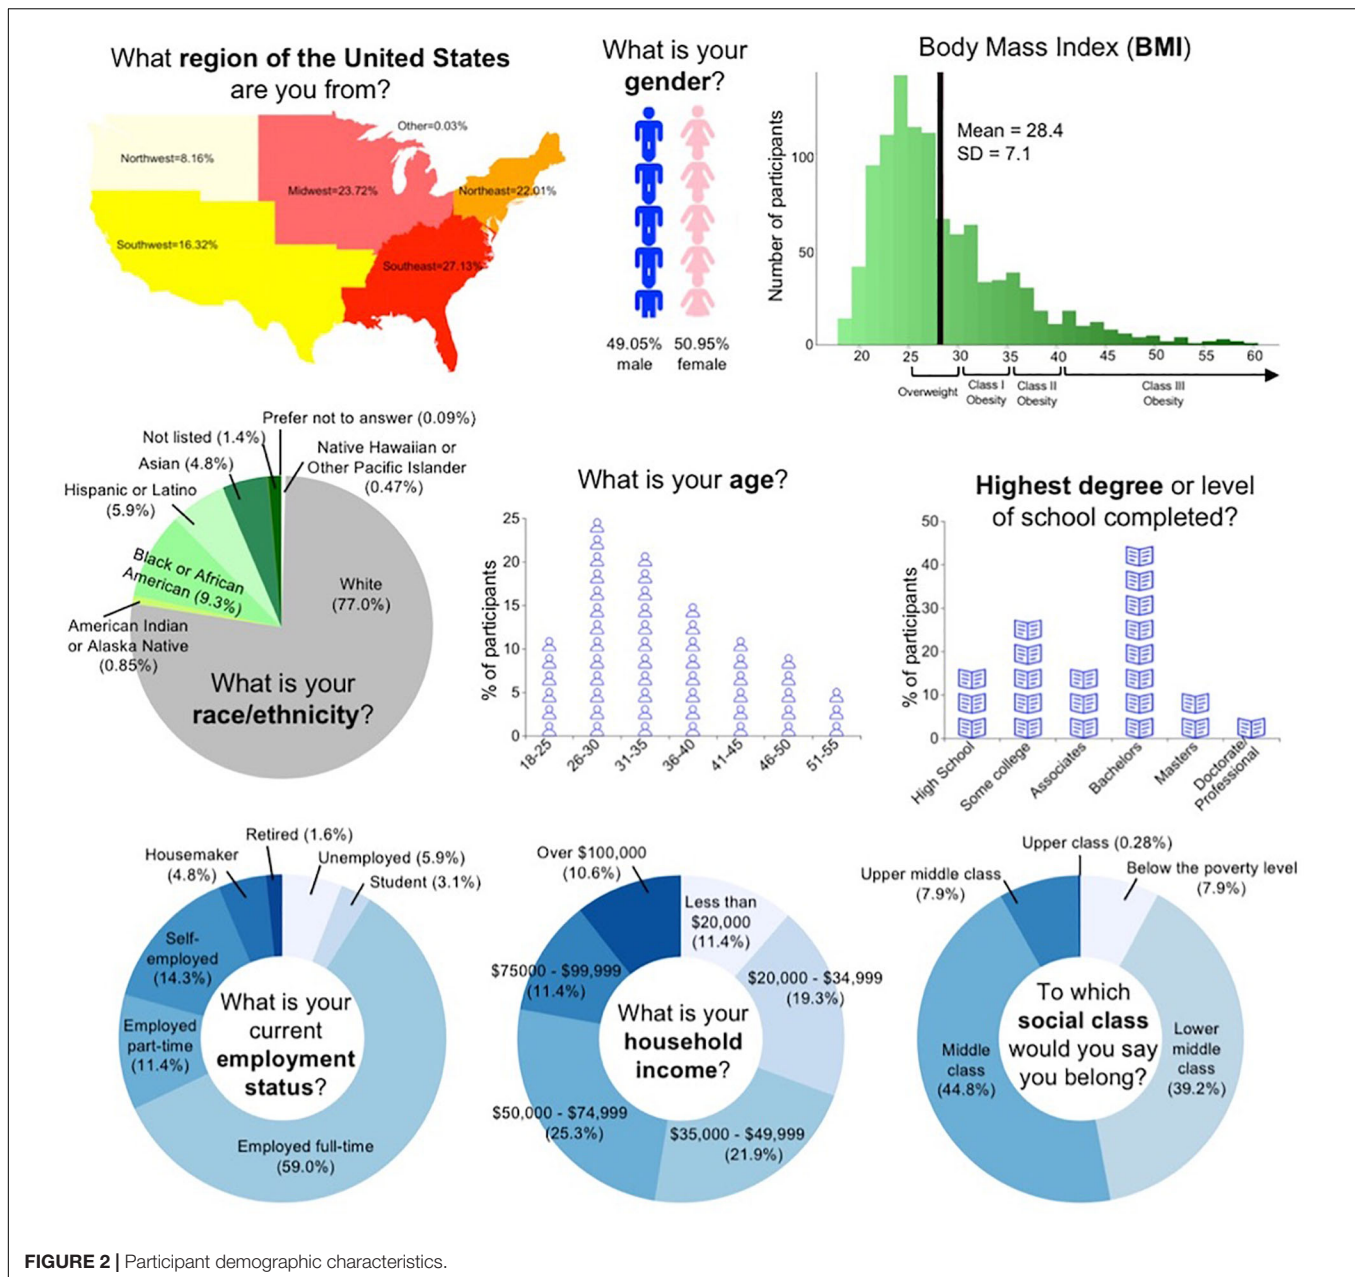 What region of the United States
are you from?
Other=0.03%
Northwest=8.16%
Midwest=23.72%
Northeast=22.01%
Southwest=16.32%
Southeast=27.13%
What is your
gender?
49.05%
male
50.95%
female
Body Mass Index (BMI)
Number of participants
100
50
0
Mean = 28.4
SD = 7.1
20 25 30 35 40 45 50 55 60
Overweight
Class I
Obesity
Class II
Obesity
Class III
Obesity
Prefer not to answer (0.09%)
Not listed (1.4%)
Native Hawaiian or
Other Pacific Islander
(0.47%)
Asian (4.8%)
Hispanic or Latino
(5.9%)
Black or African
American (9.3%)
White
(77.0%)
American Indian
or Alaska Native
(0.85%)
What is your
race/ethnicity?
What is your age?
% of participants
25
20
15
10
5
0
18-25 26-30 31-35 36-40 41-45 46-50 51-55
Highest degree or level
of school completed?
% of participants
50
40
30
20
10
0
High School
Some college
Associates
Bachelors
Masters
Doctorate/
Professional
Retired (1.6%)
Housemaker
(4.8%)
Unemployed (5.9%)
Student (3.1%)
Self-
employed
(14.3%)
Employed
part-time
(11.4%)
Employed full-time
(59.0%)
What is your
current
employment
status?
Over $100,000
(10.6%)
Less than
$20,000
(11.4%)
$75000 - $99,999
(11.4%)
$20,000 - $34,999
(19.3%)
$50,000 - $74,999
(25.3%)
$35,000 - $49,999
(21.9%)
What is your
household
income?
Upper class (0.28%)
Upper middle class
(7.9%)
Below the poverty level
(7.9%)
Middle
class
(44.8%)
Lower
middle
class
(39.2%)
To which
social class
would you say
you belong?
FIGURE 2 | Participant demographic characteristics.